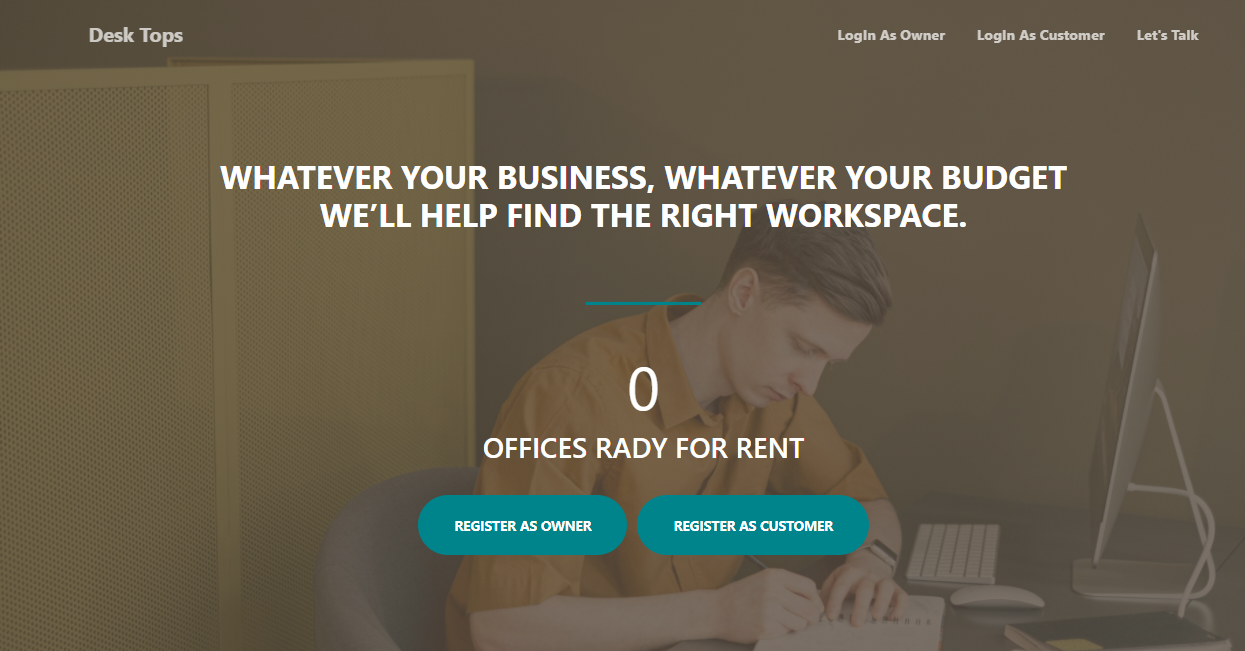 Desk Tops
LogIn As Owner
LogIn As Customer
Let's Talk
WHATEVER YOUR BUSINESS, WHATEVER YOUR BUDGET
WE’LL HELP FIND THE RIGHT WORKSPACE.
0
OFFICES RADY FOR RENT
REGISTER AS OWNER
REGISTER AS CUSTOMER